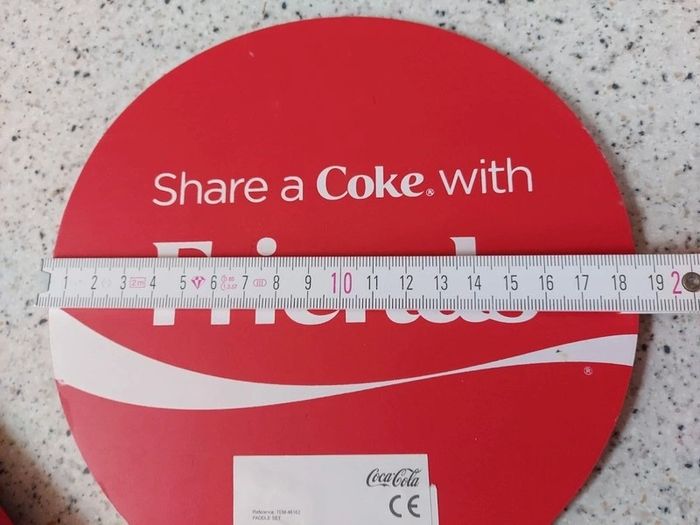 Share a Coke® with
Friends
1 2 3 2m 4 5 6 7 8 9 10 11 12 13 14 15 16 17 18 19 2
®
Coca-Cola
CE
PADDLE SET